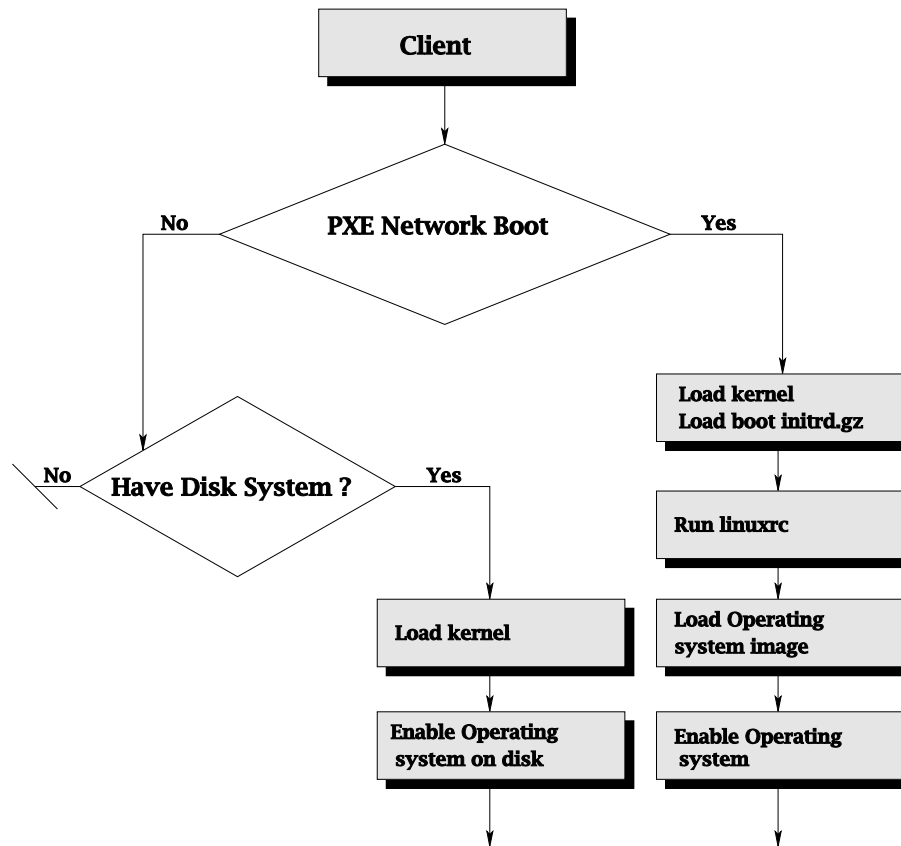 Client
PXE Network Boot
No
Yes
Load kernel
Load boot initrd.gz
No
Have Disk System ?
Yes
Run linuxrc
Load kernel
Load Operating
system image
Enable Operating
system on disk
Enable Operating
system